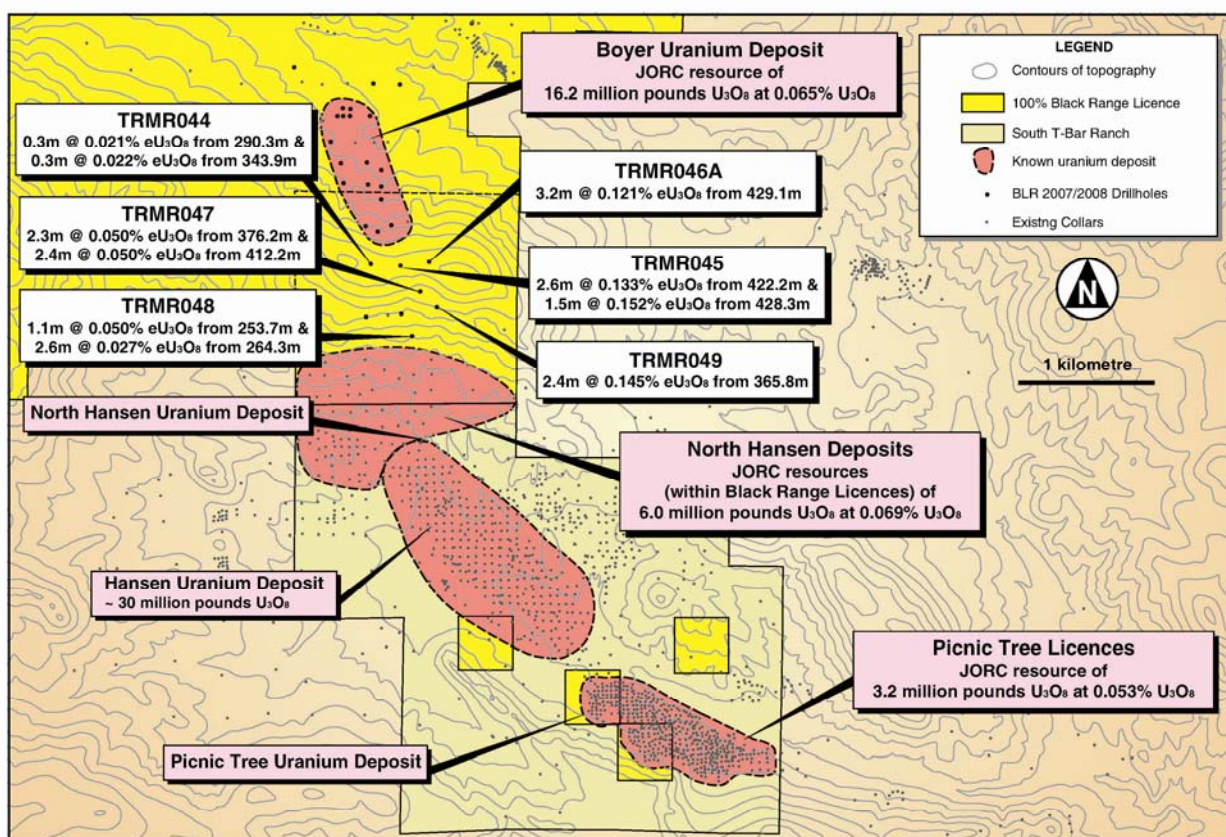 Boyer Uranium Deposit
JORC resource of
16.2 million pounds U₃O₈ at 0.065% U₃O₈
LEGEND
Contours of topography
100% Black Range Licence
South T-Bar Ranch
Known uranium deposit
BLR 2007/2008 Drillholes
Existng Collars
N
1 kilometre
TRMR044
0.3m @ 0.021% eU₃O₈ from 290.3m &
0.3m @ 0.022% eU₃O₈ from 343.9m
TRMR046A
3.2m @ 0.121% eU₃O₈ from 429.1m
TRMR047
2.3m @ 0.050% eU₃O₈ from 376.2m &
2.4m @ 0.050% eU₃O₈ from 412.2m
TRMR045
2.6m @ 0.133% eU₃O₈ from 422.2m &
1.5m @ 0.152% eU₃O₈ from 428.3m
TRMR048
1.1m @ 0.050% eU₃O₈ from 253.7m &
2.6m @ 0.027% eU₃O₈ from 264.3m
TRMR049
2.4m @ 0.145% eU₃O₈ from 365.8m
North Hansen Uranium Deposit
North Hansen Deposits
JORC resources
(within Black Range Licences) of
6.0 million pounds U₃O₈ at 0.069% U₃O₈
Hansen Uranium Deposit
~ 30 million pounds U₃O₈
Picnic Tree Licences
JORC resource of
3.2 million pounds U₃O₈ at 0.053% U₃O₈
Picnic Tree Uranium Deposit